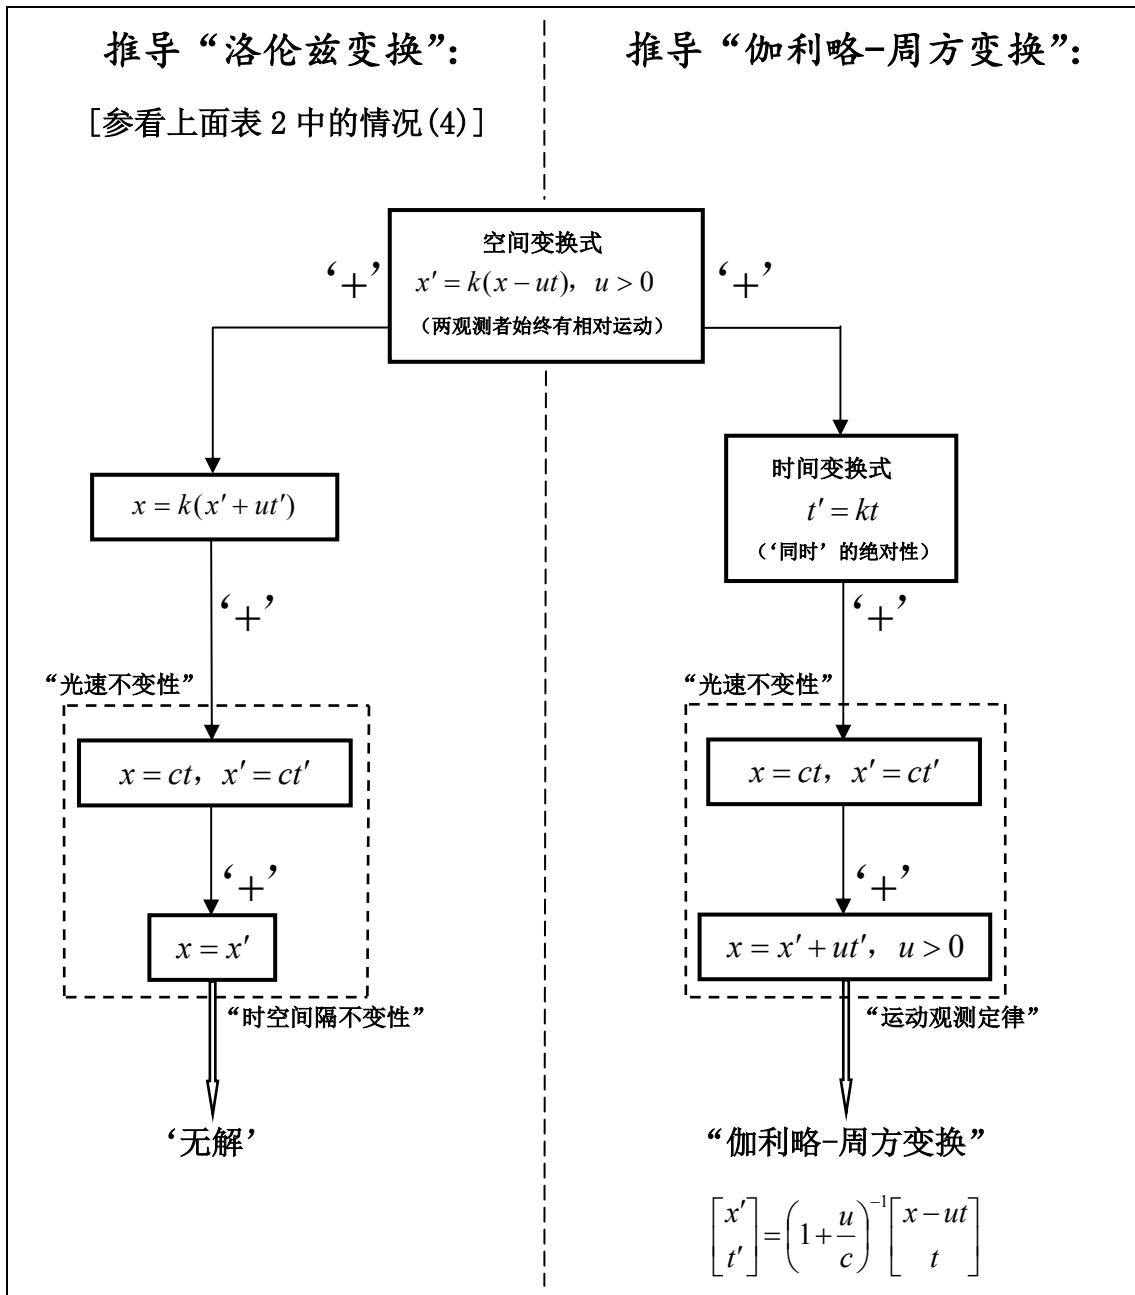 推导“洛伦兹变换”:
[参看上面表 2 中的情况(4)]
推导“伽利略-周方变换”:
空间变换式
x′ = k(x − ut), u > 0
（两观测者始终有相对运动）
‘+’
‘+’
x = k(x′ + ut′)
‘+’
“光速不变性”
x = ct, x′ = ct′
‘+’
x = x′
“时空间隔不变性”
‘无解’
时间变换式
t′ = kt
（‘同时’的绝对性）
‘+’
“光速不变性”
x = ct, x′ = ct′
‘+’
x = x′ + ut′, u > 0
“运动观测定律”
“伽利略-周方变换”
[x′ t′] = (1 + u/c)⁻¹ [x − ut t]